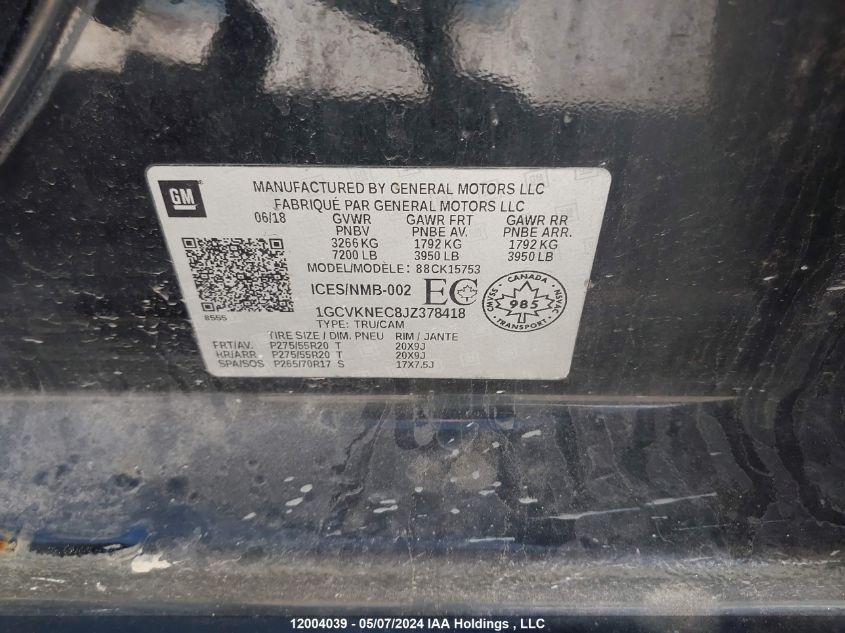 GM
MANUFACTURED BY GENERAL MOTORS LLC
FABRIQUÉ PAR GENERAL MOTORS LLC
06/18 GVWR GAWR FRT GAWR RR
PNBV PNBE AV. PNBE ARR.
3266 KG 1792 KG 1792 KG
7200 LB 3950 LB 3950 LB
MODEL/MODÈLE: 88CK15753
ICES/NMB-002 EC
CANADA
SVMNC 985 ASVAC
TRANSPORT
8555
1GCVKNEC8JZ378418
TYPE: TRU/CAM
TIRE SIZE / DIM. PNEU RIM / JANTE
FRT/AV. P275/55R20 T 20X9J
RR/ARR. P275/55R20 T 20X9J
SPA/SOS P265/70R17 S 17X7.5J
12004039 - 05/07/2024 IAA Holdings , LLC